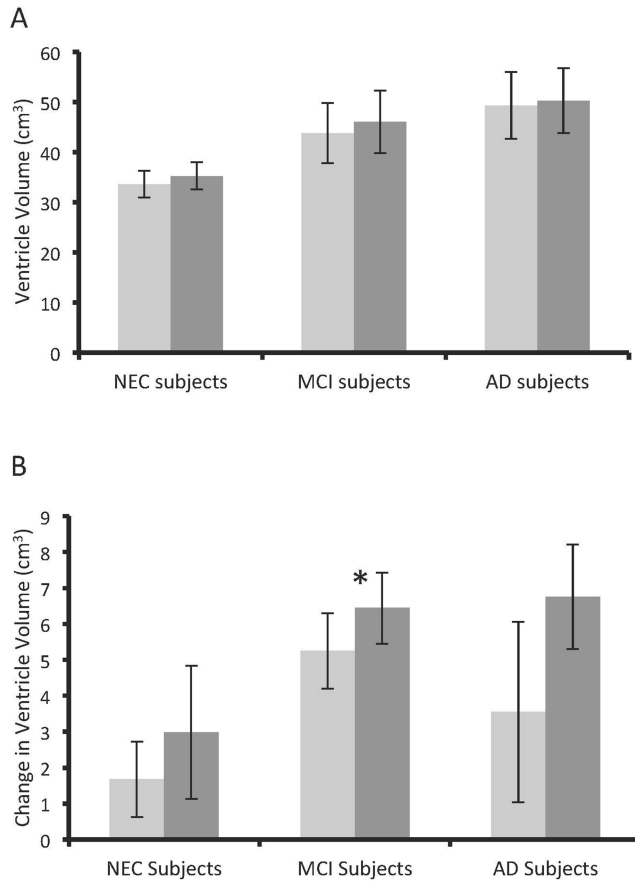 A
Ventricle Volume (cm³)
60
50
40
30
20
10
0
NEC subjects
MCI subjects
AD subjects
B
Change in Ventricle Volume (cm³)
9
8
7
6
5
4
3
2
1
0
*
NEC Subjects
MCI Subjects
AD Subjects